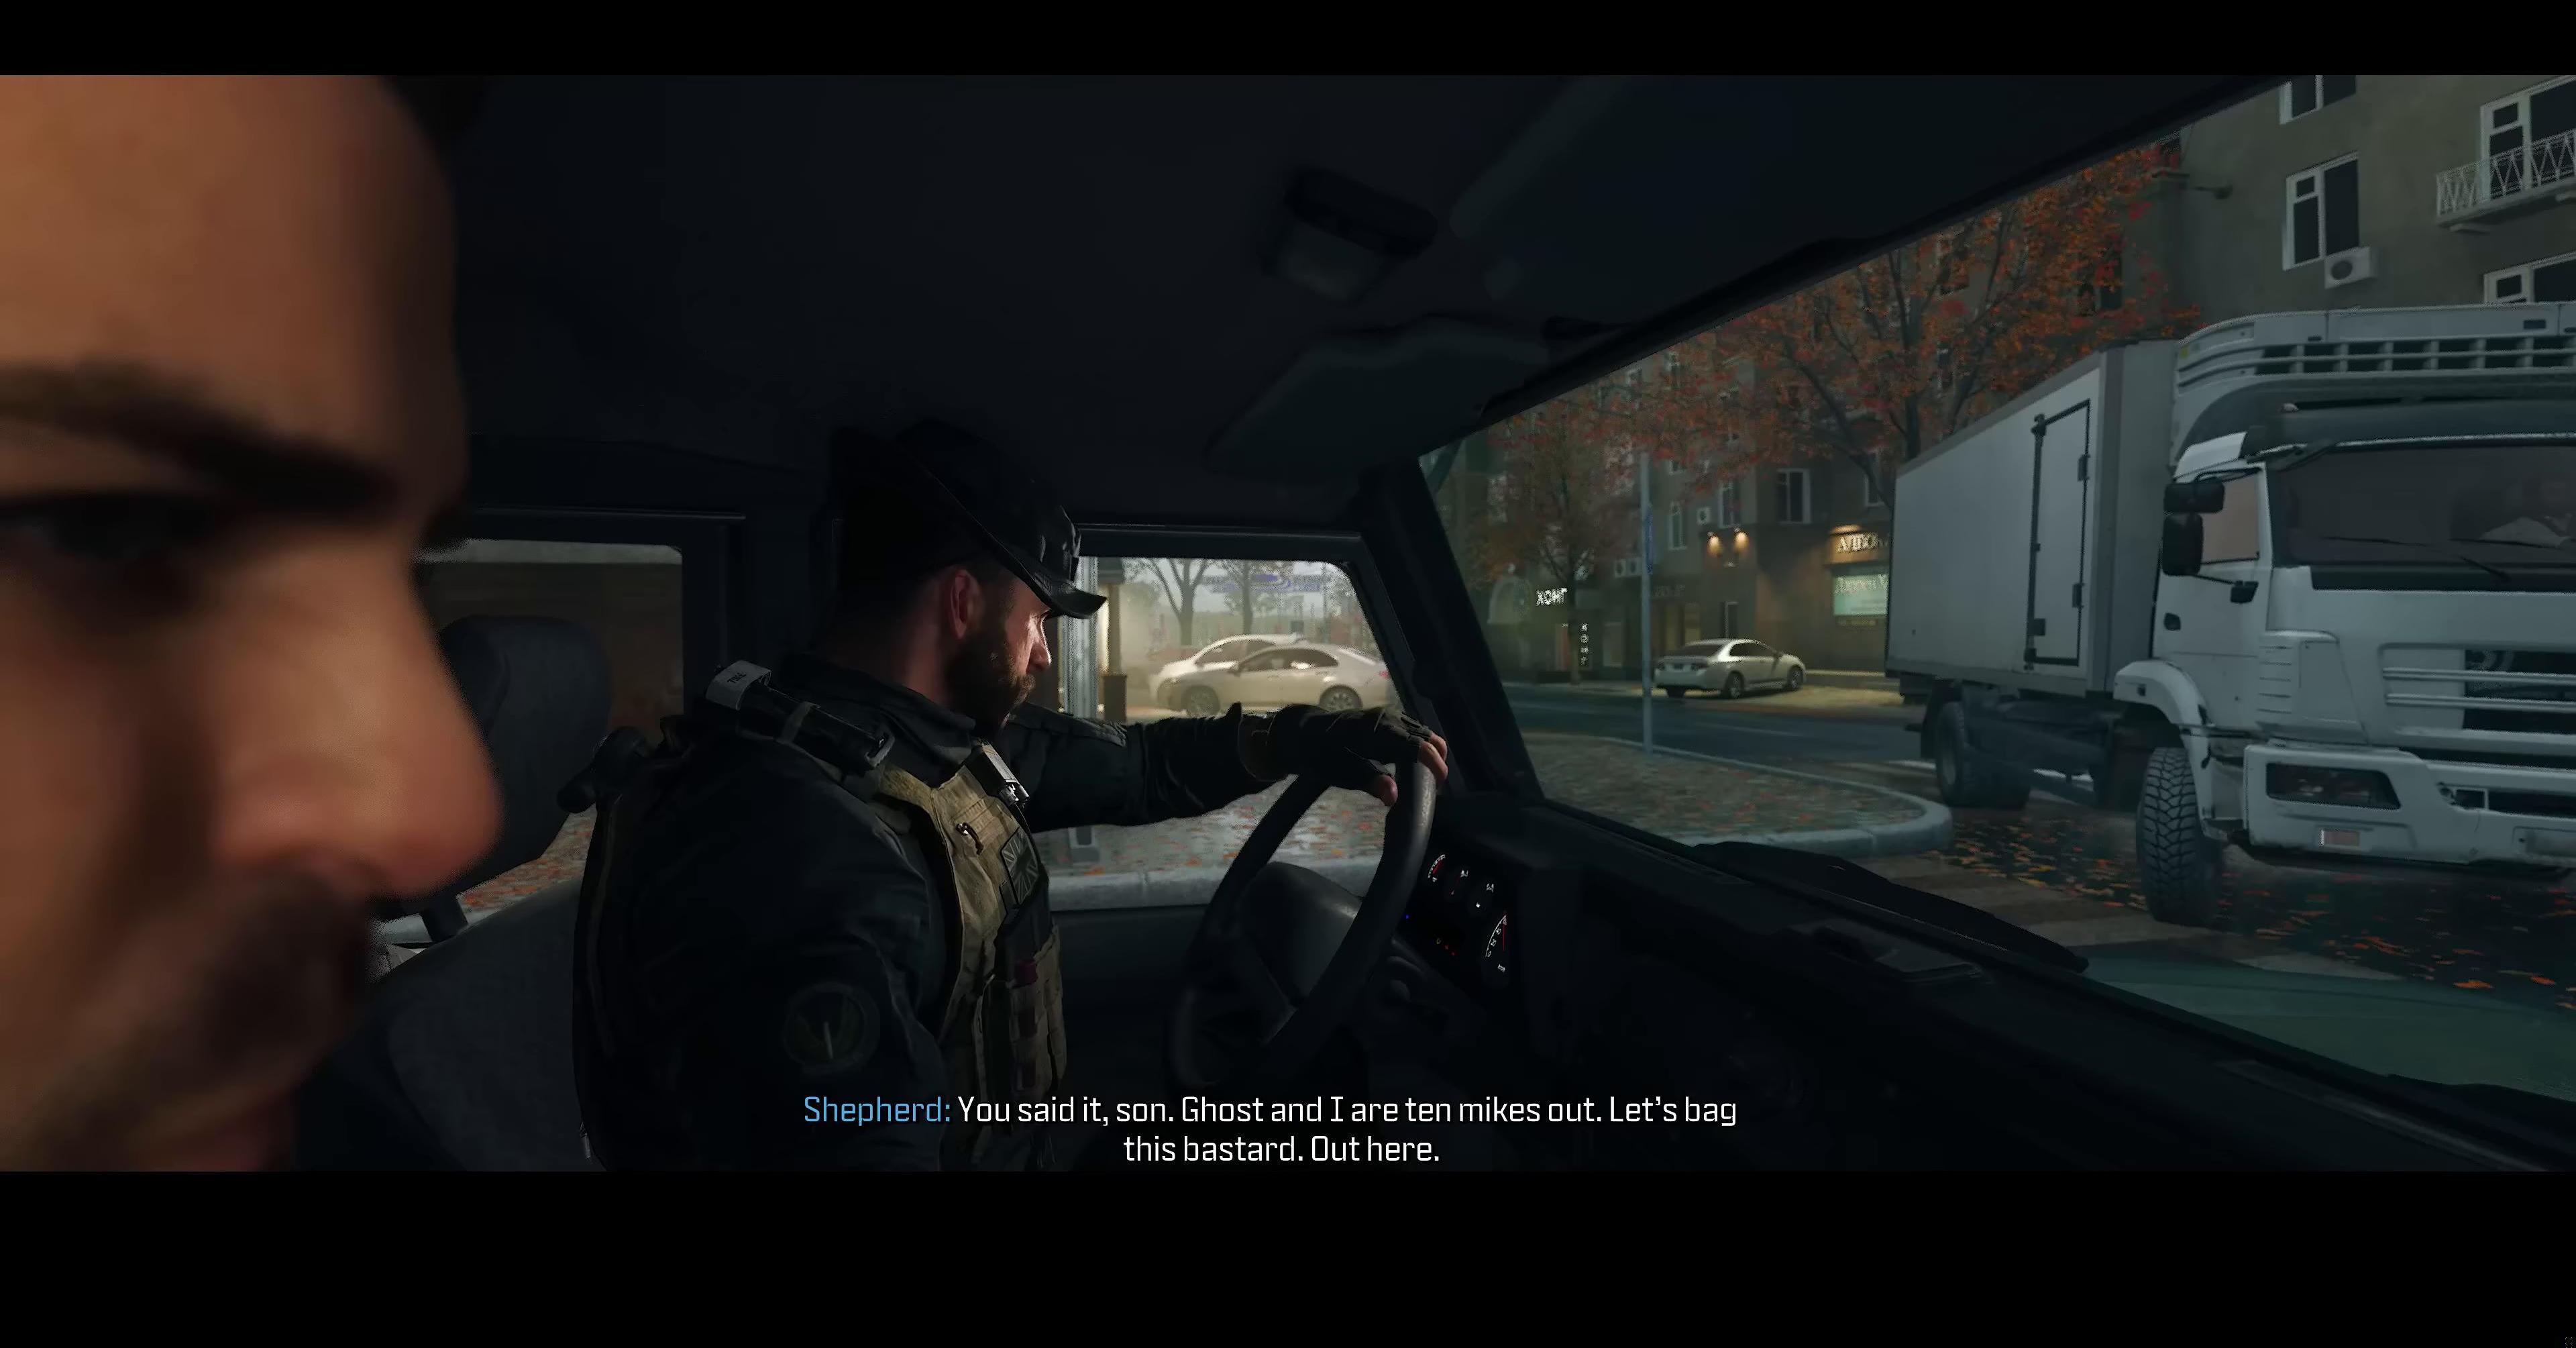 ХОНГ
Shepherd: You said it, son. Ghost and I are ten mikes out. Let's bag
this bastard. Out here.